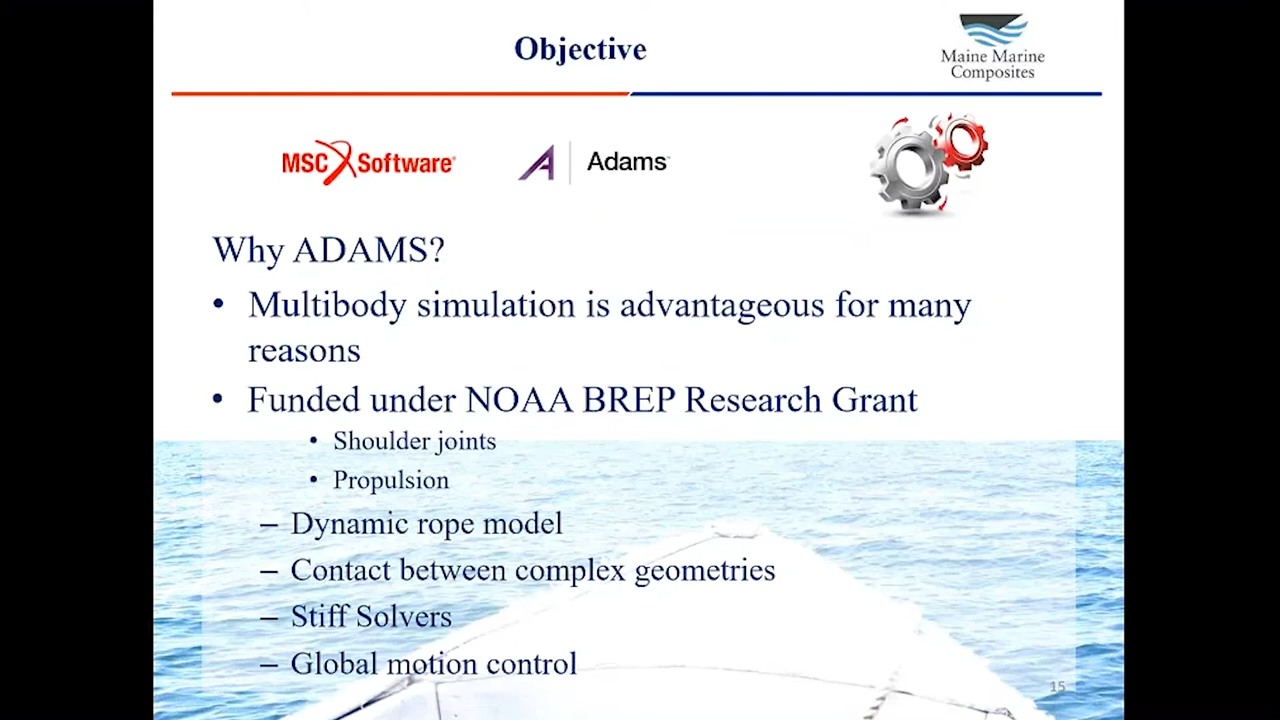 Objective
Maine Marine
Composites
MSC Software
Adams
Why ADAMS?
• Multibody simulation is advantageous for many
reasons
• Funded under NOAA BREP Research Grant
• Shoulder joints
• Propulsion
– Dynamic rope model
– Contact between complex geometries
– Stiff Solvers
– Global motion control
15